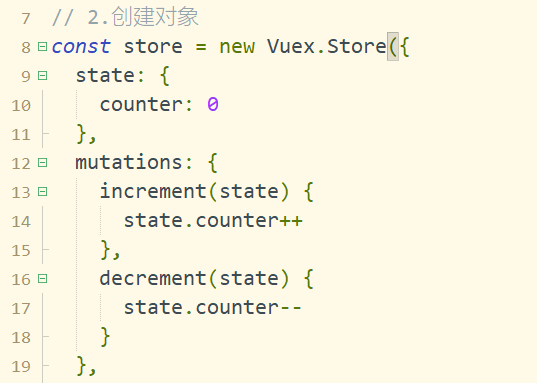 7 // 2.创建对象
8 const store = new Vuex.Store({
9   state: {
10     counter: 0
11   },
12   mutations: {
13     increment(state) {
14       state.counter++
15     },
16     decrement(state) {
17       state.counter--
18     }
19   },